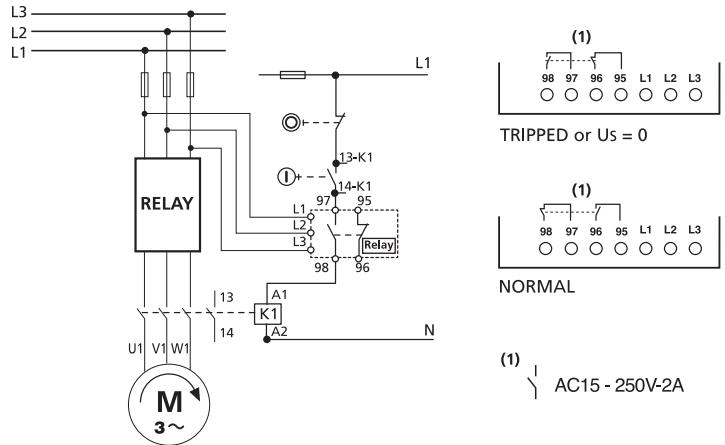 L3
L2
L1
L1
13-K1
14-K1
97 95
RELAY
L1
L2
L3
Relay
98 96
13
14
A1
K1
A2
N
U1 V1 W1
M
3~
(1)
98 97 96 95 L1 L2 L3
TRIPPED or Us = 0
(1)
98 97 96 95 L1 L2 L3
NORMAL
(1)
AC15 - 250V-2A